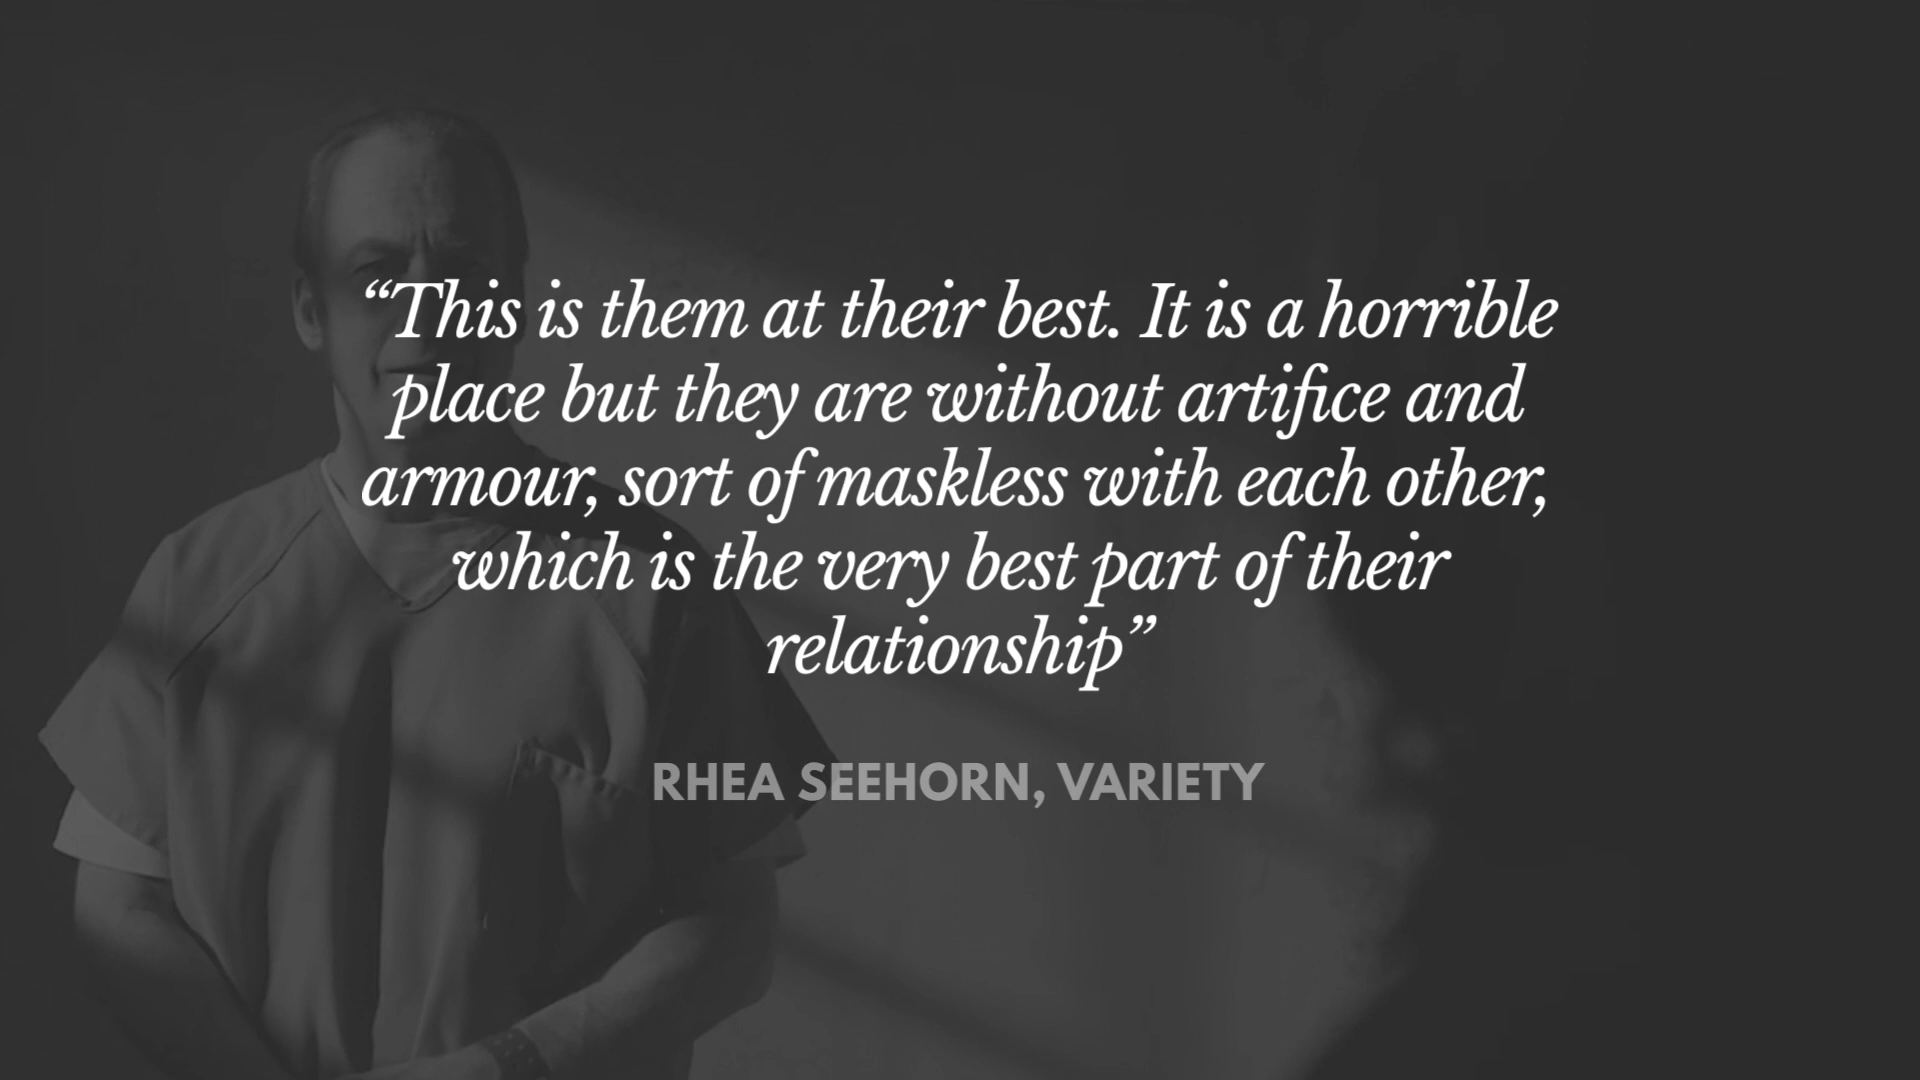 “This is them at their best. It is a horrible
place but they are without artifice and
armour, sort of maskless with each other,
which is the very best part of their
relationship”
RHEA SEEHORN, VARIETY